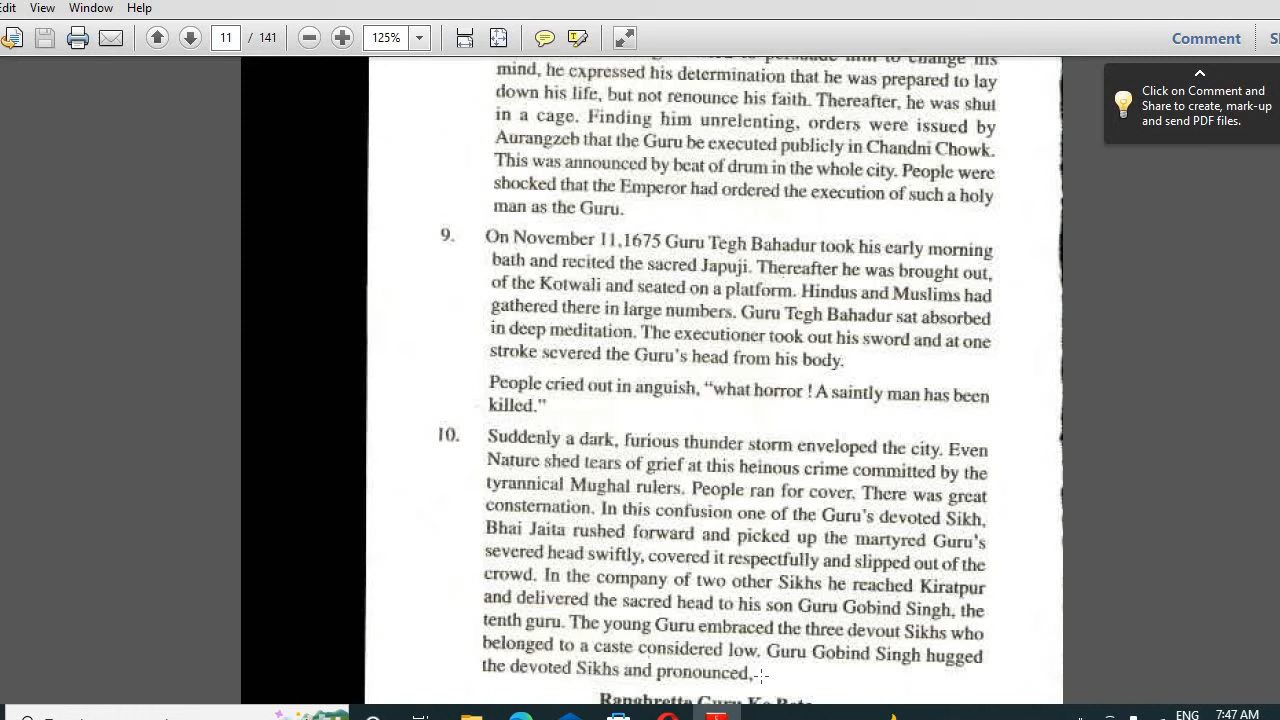 Edit View Window Help
11 / 141 125% Comment
Click on Comment and
Share to create, mark-up
and send PDF files.
to persuade him to change his
mind, he expressed his determination that he was prepared to lay
down his life, but not renounce his faith. Thereafter, he was shut
in a cage. Finding him unrelenting, orders were issued by
Aurangzeb that the Guru be executed publicly in Chandni Chowk.
This was announced by beat of drum in the whole city. People were
shocked that the Emperor had ordered the execution of such a holy
man as the Guru.
9. On November 11,1675 Guru Tegh Bahadur took his early morning
bath and recited the sacred Japuji. Thereafter he was brought out,
of the Kotwali and seated on a platform. Hindus and Muslims had
gathered there in large numbers. Guru Tegh Bahadur sat absorbed
in deep meditation. The executioner took out his sword and at one
stroke severed the Guru's head from his body.
People cried out in anguish, "what horror ! A saintly man has been
killed."
10. Suddenly a dark, furious thunder storm enveloped the city. Even
Nature shed tears of grief at this heinous crime committed by the
tyrannical Mughal rulers. People ran for cover. There was great
consternation. In this confusion one of the Guru's devoted Sikh,
Bhai Jaita rushed forward and picked up the martyred Guru's
severed head swiftly, covered it respectfully and slipped out of the
crowd. In the company of two other Sikhs he reached Kiratpur
and delivered the sacred head to his son Guru Gobind Singh, the
tenth guru. The young Guru embraced the three devout Sikhs who
belonged to a caste considered low. Guru Gobind Singh hugged
the devoted Sikhs and pronounced,-
Ranghretta Guru Ke Beta
ENG 7:47 AM